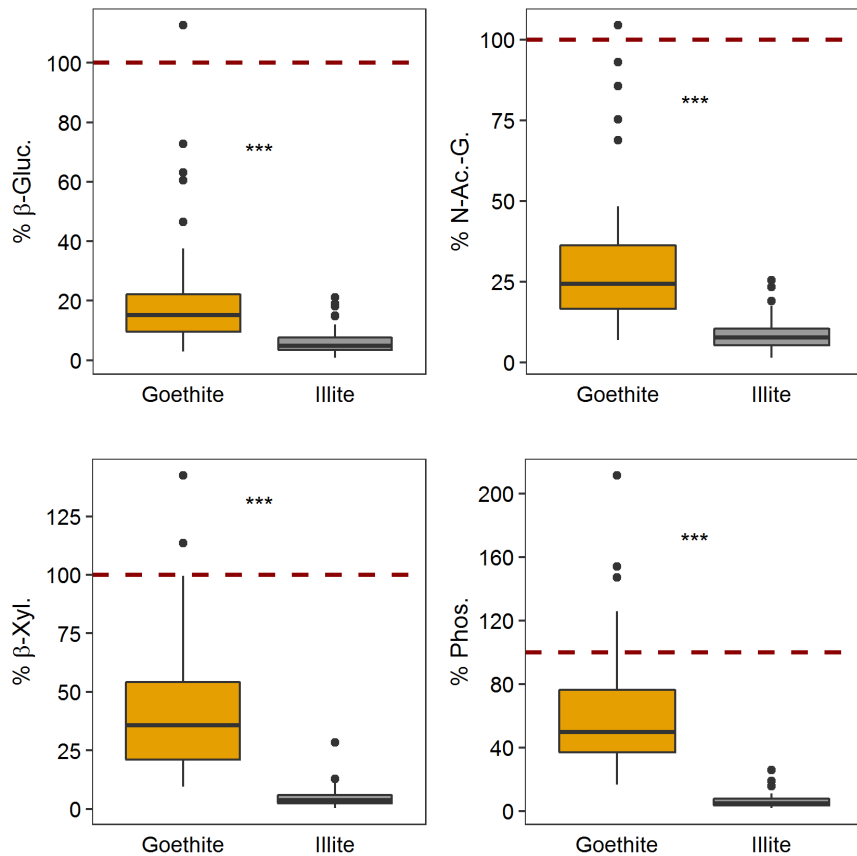 % β-Gluc.
100
80
60
40
20
0
***
Goethite
Illite
% N-Ac.-G.
100
75
50
25
0
***
Goethite
Illite
% β-Xyl.
125
100
75
50
25
0
***
Goethite
Illite
% Phos.
200
160
120
80
40
0
***
Goethite
Illite